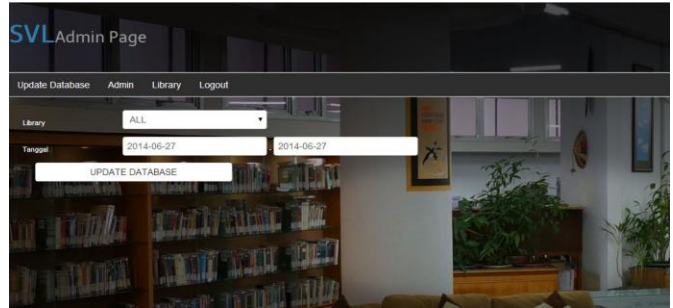 SVLAdmin Page
Update Database Admin Library Logout
Library ALL
Tanggal 2014-06-27 - 2014-06-27
UPDATE DATABASE